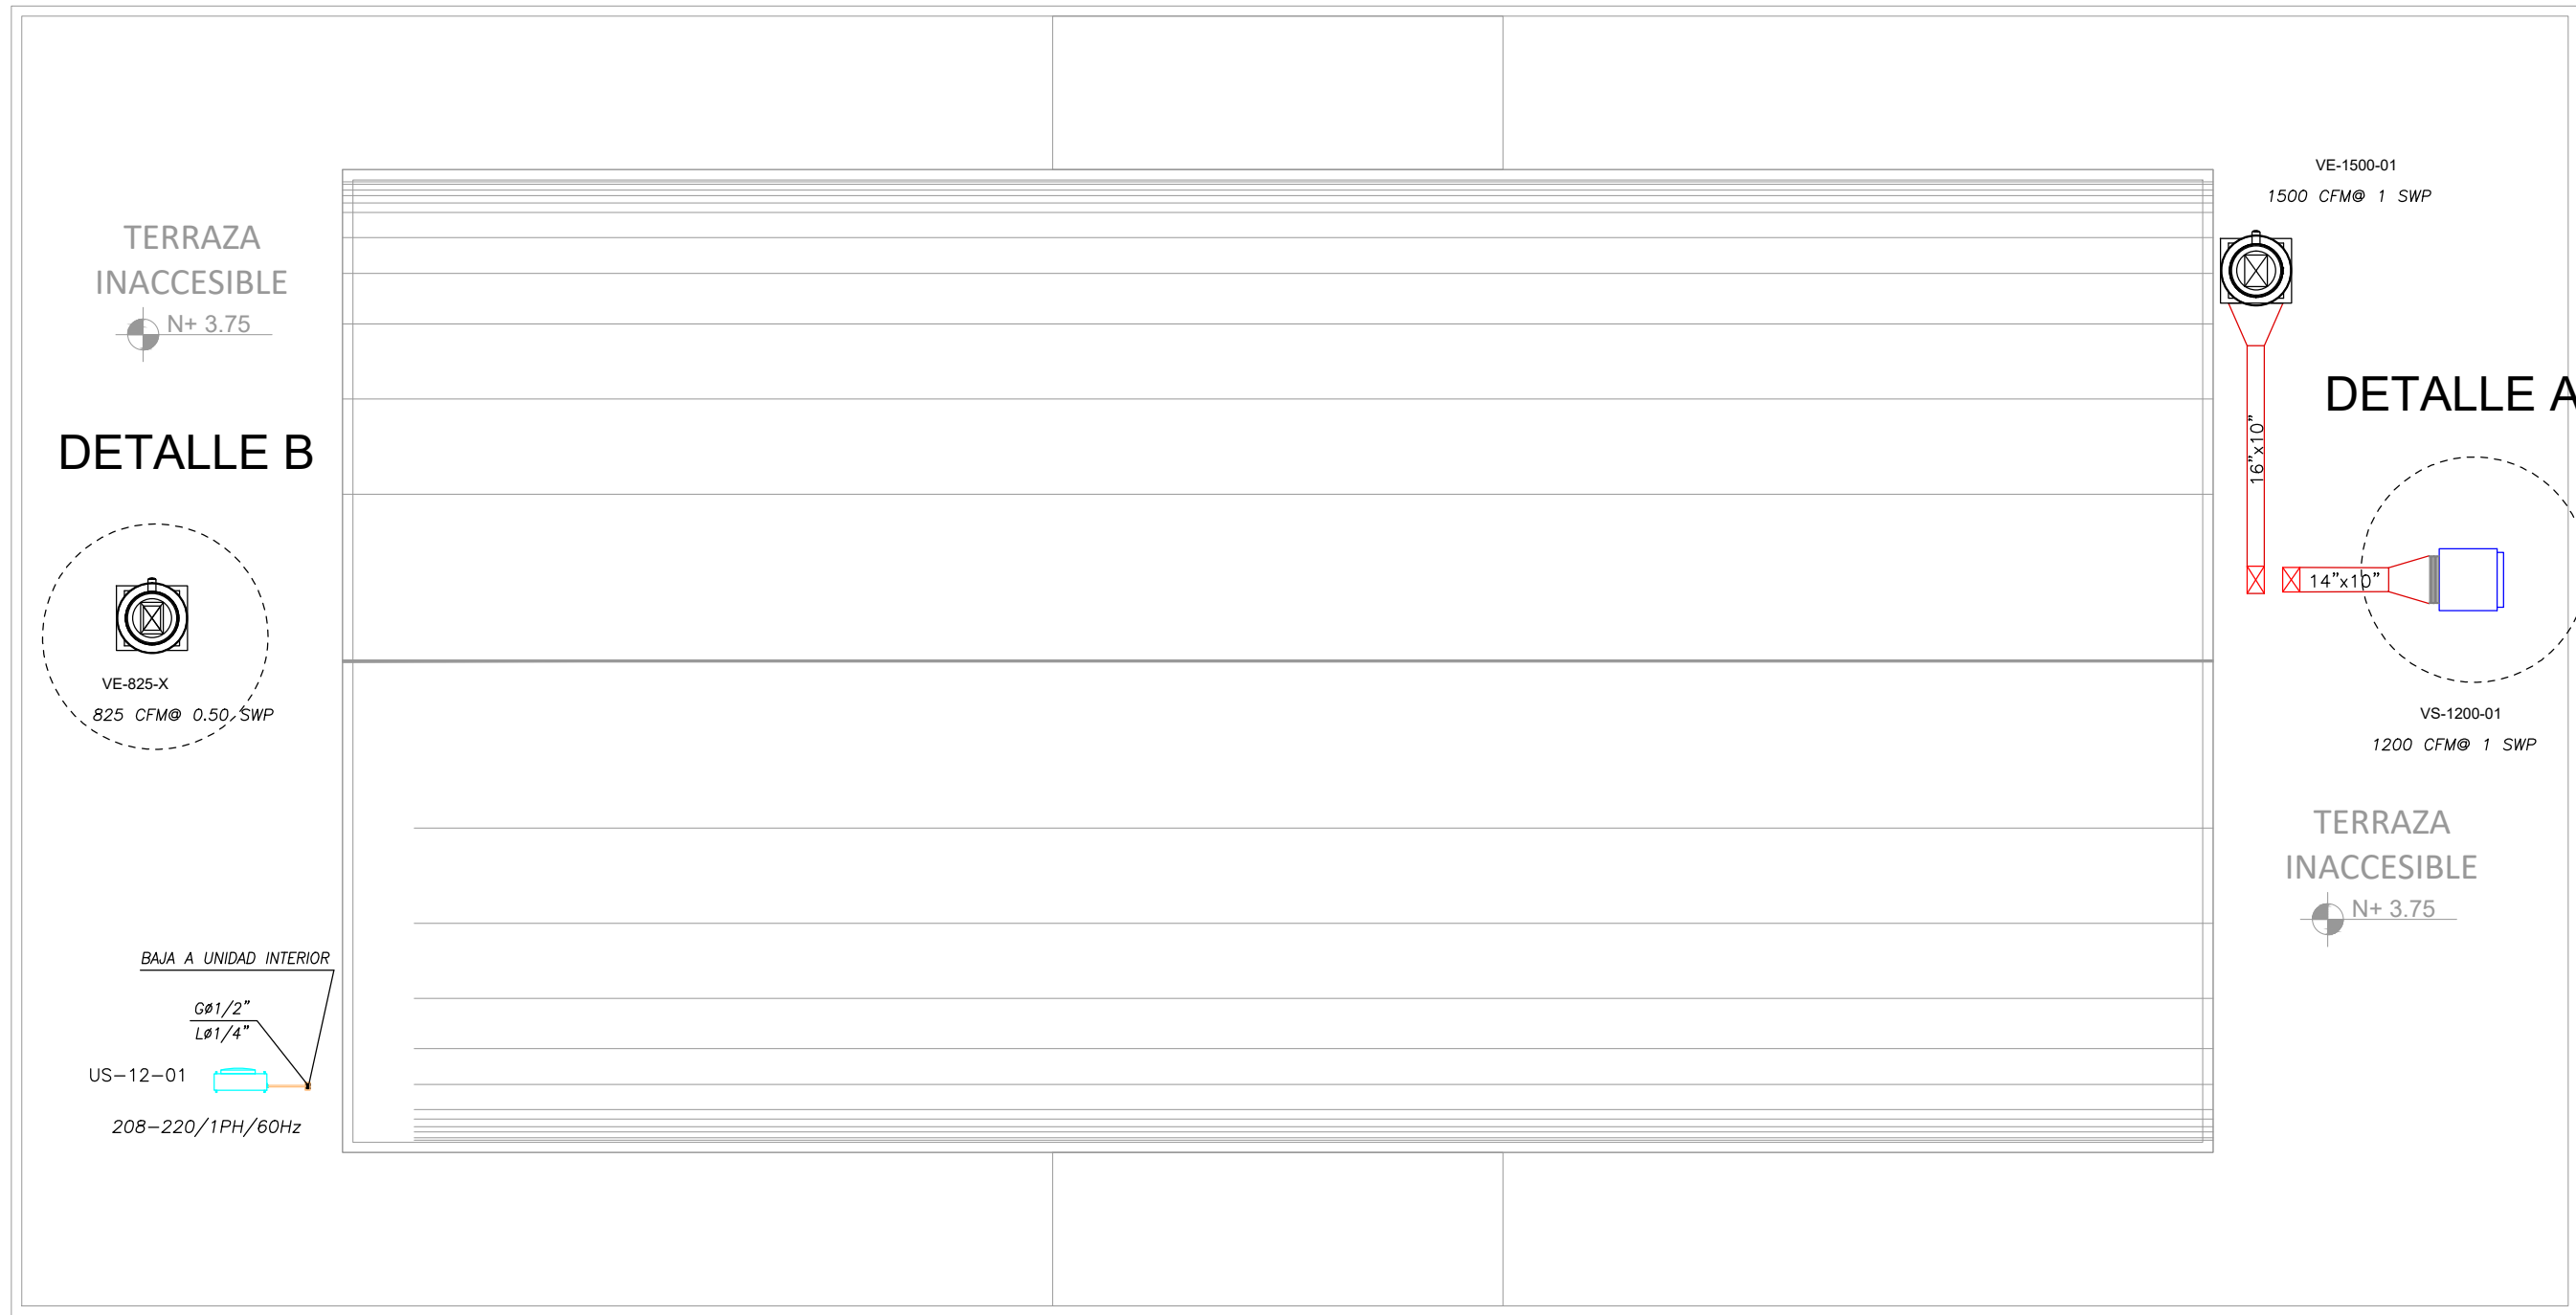 TERRAZA
INACCESIBLE
N+ 3.75
DETALLE B
VE-825-X
825 CFM@ 0.50 SWP
BAJA A UNIDAD INTERIOR
GØ1/2"
LØ1/4"
US-12-01
208-220/1PH/60Hz
VE-1500-01
1500 CFM@ 1 SWP
DETALLE A
16"x10"
14"x10"
VS-1200-01
1200 CFM@ 1 SWP
TERRAZA
INACCESIBLE
N+ 3.75